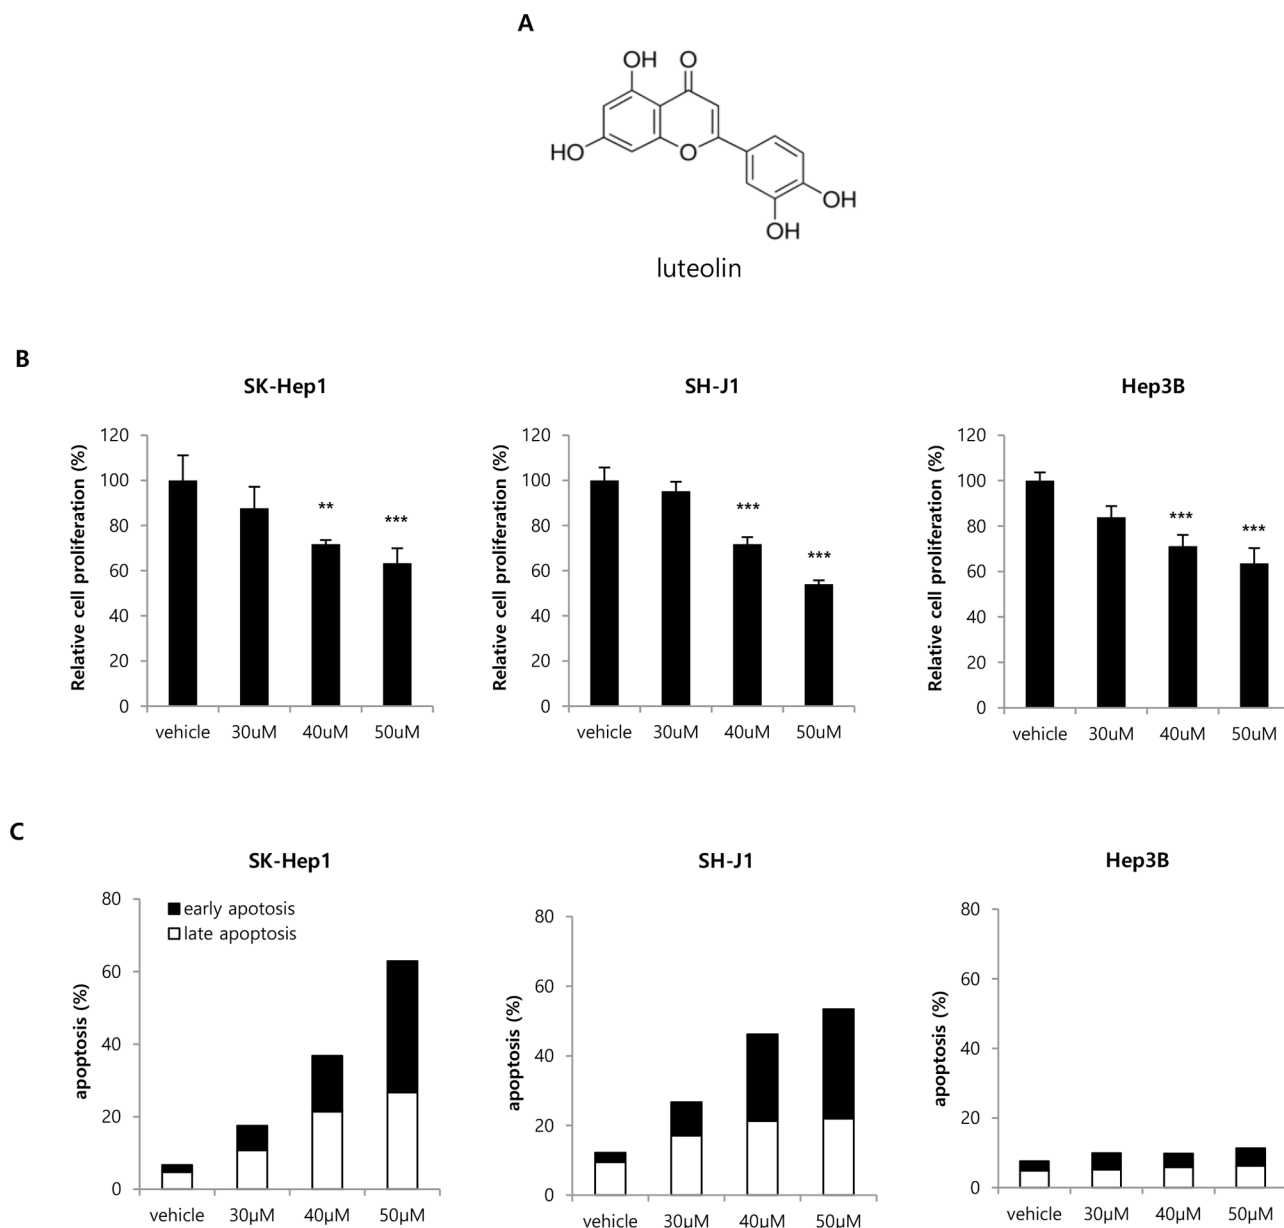 A
OH
O
HO
O
OH
OH
luteolin
B
SK-Hep1
SH-J1
Hep3B
Relative cell proliferation (%)
120
100
80
60
40
20
0
**
***
vehicle 30uM 40uM 50uM
Relative cell proliferation (%)
120
100
80
60
40
20
0
***
***
vehicle 30uM 40uM 50uM
Relative cell proliferation (%)
120
100
80
60
40
20
0
***
***
vehicle 30uM 40uM 50uM
C
SK-Hep1
SH-J1
Hep3B
apoptosis (%)
80
60
40
20
0
early apotosis
late apoptosis
vehicle 30µM 40µM 50µM
apoptosis (%)
80
60
40
20
0
vehicle 30µM 40µM 50µM
apoptosis (%)
80
60
40
20
0
vehicle 30µM 40µM 50µM